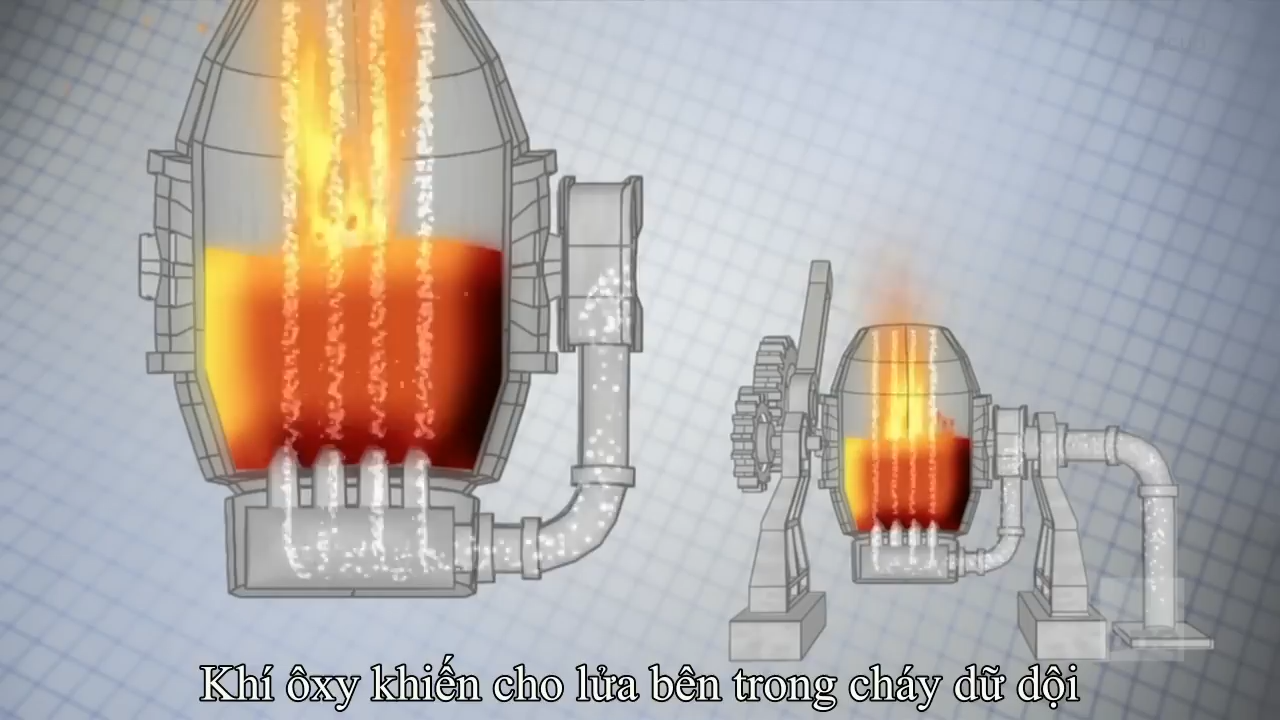 Khí ôxy khiến cho lửa bên trong cháy dữ dội